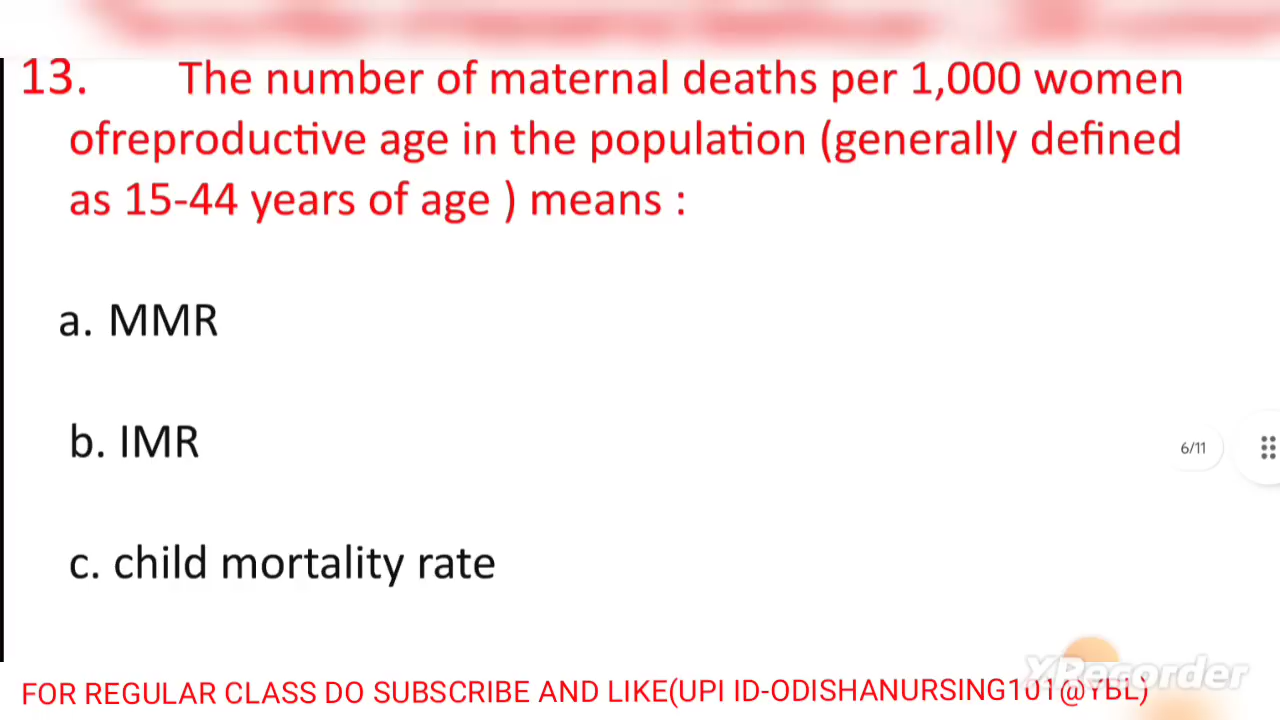 13. The number of maternal deaths per 1,000 women
ofreproductive age in the population (generally defined
as 15-44 years of age ) means :
a. MMR
b. IMR
6/11
c. child mortality rate
XRecorder
FOR REGULAR CLASS DO SUBSCRIBE AND LIKE(UPI ID-ODISHANURSING101@YBL)